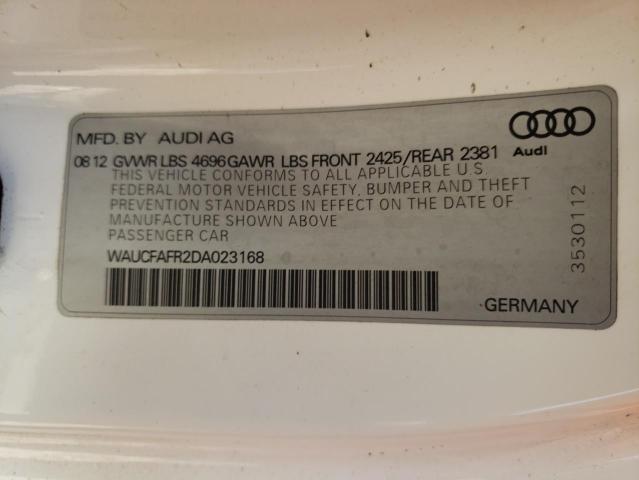 MFD. BY AUDI AG
08 12 GVWR LBS 4696 GAWR LBS FRONT 2425/REAR 2381
Audi
THIS VEHICLE CONFORMS TO ALL APPLICABLE U.S.
FEDERAL MOTOR VEHICLE SAFETY, BUMPER AND THEFT
PREVENTION STANDARDS IN EFFECT ON THE DATE OF
MANUFACTURE SHOWN ABOVE
PASSENGER CAR
WAUCFAFR2DA023168
3530112
GERMANY